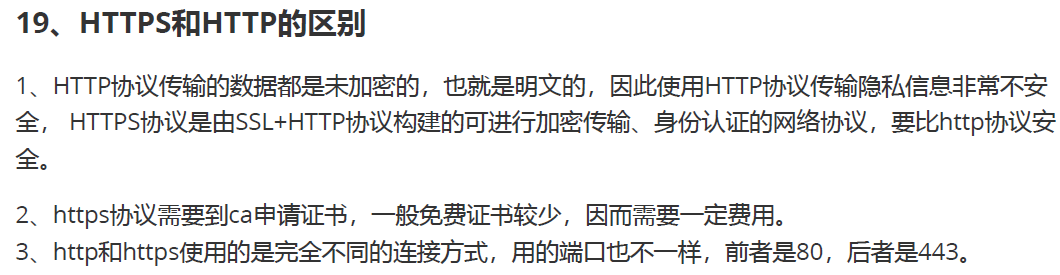 19、HTTPS和HTTP的区别
1、HTTP协议传输的数据都是未加密的，也就是明文的，因此使用HTTP协议传输隐私信息非常不安
全， HTTPS协议是由SSL+HTTP协议构建的可进行加密传输、身份认证的网络协议，要比http协议安
全。
2、https协议需要到ca申请证书，一般免费证书较少，因而需要一定费用。
3、http和https使用的是完全不同的连接方式，用的端口也不一样，前者是80，后者是443。